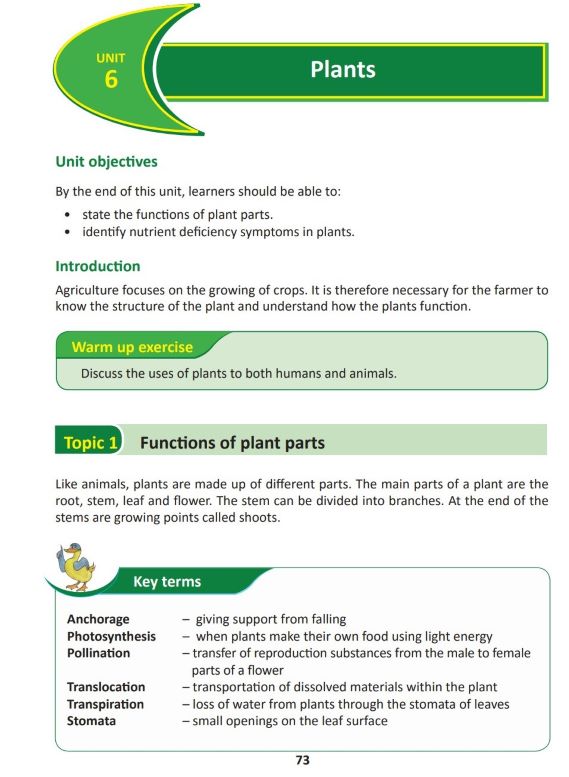 UNIT
6
Plants
Unit objectives
By the end of this unit, learners should be able to:
• state the functions of plant parts.
• identify nutrient deficiency symptoms in plants.
Introduction
Agriculture focuses on the growing of crops. It is therefore necessary for the farmer to
know the structure of the plant and understand how the plants function.
Warm up exercise
Discuss the uses of plants to both humans and animals.
Topic 1 Functions of plant parts
Like animals, plants are made up of different parts. The main parts of a plant are the
root, stem, leaf and flower. The stem can be divided into branches. At the end of the
stems are growing points called shoots.
Key terms
Anchorage – giving support from falling
Photosynthesis – when plants make their own food using light energy
Pollination – transfer of reproduction substances from the male to female
parts of a flower
Translocation – transportation of dissolved materials within the plant
Transpiration – loss of water from plants through the stomata of leaves
Stomata – small openings on the leaf surface
73